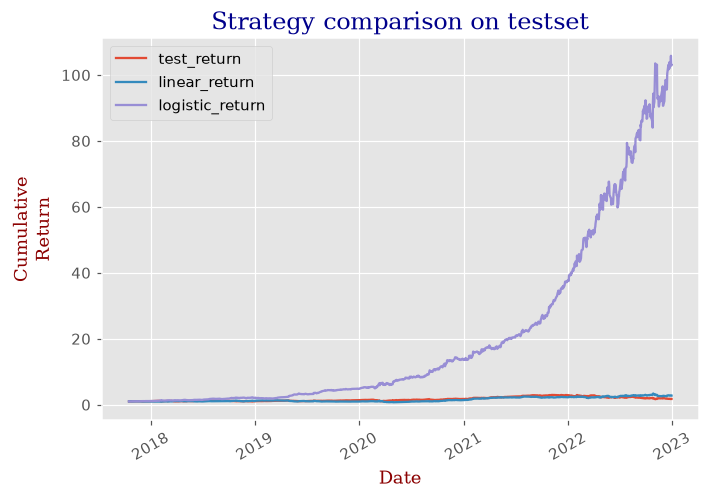 Strategy comparison on testset
test_return
linear_return
logistic_return
100
80
60
40
20
0
Cumulative
Return
2018
2019
2020
2021
2022
2023
Date